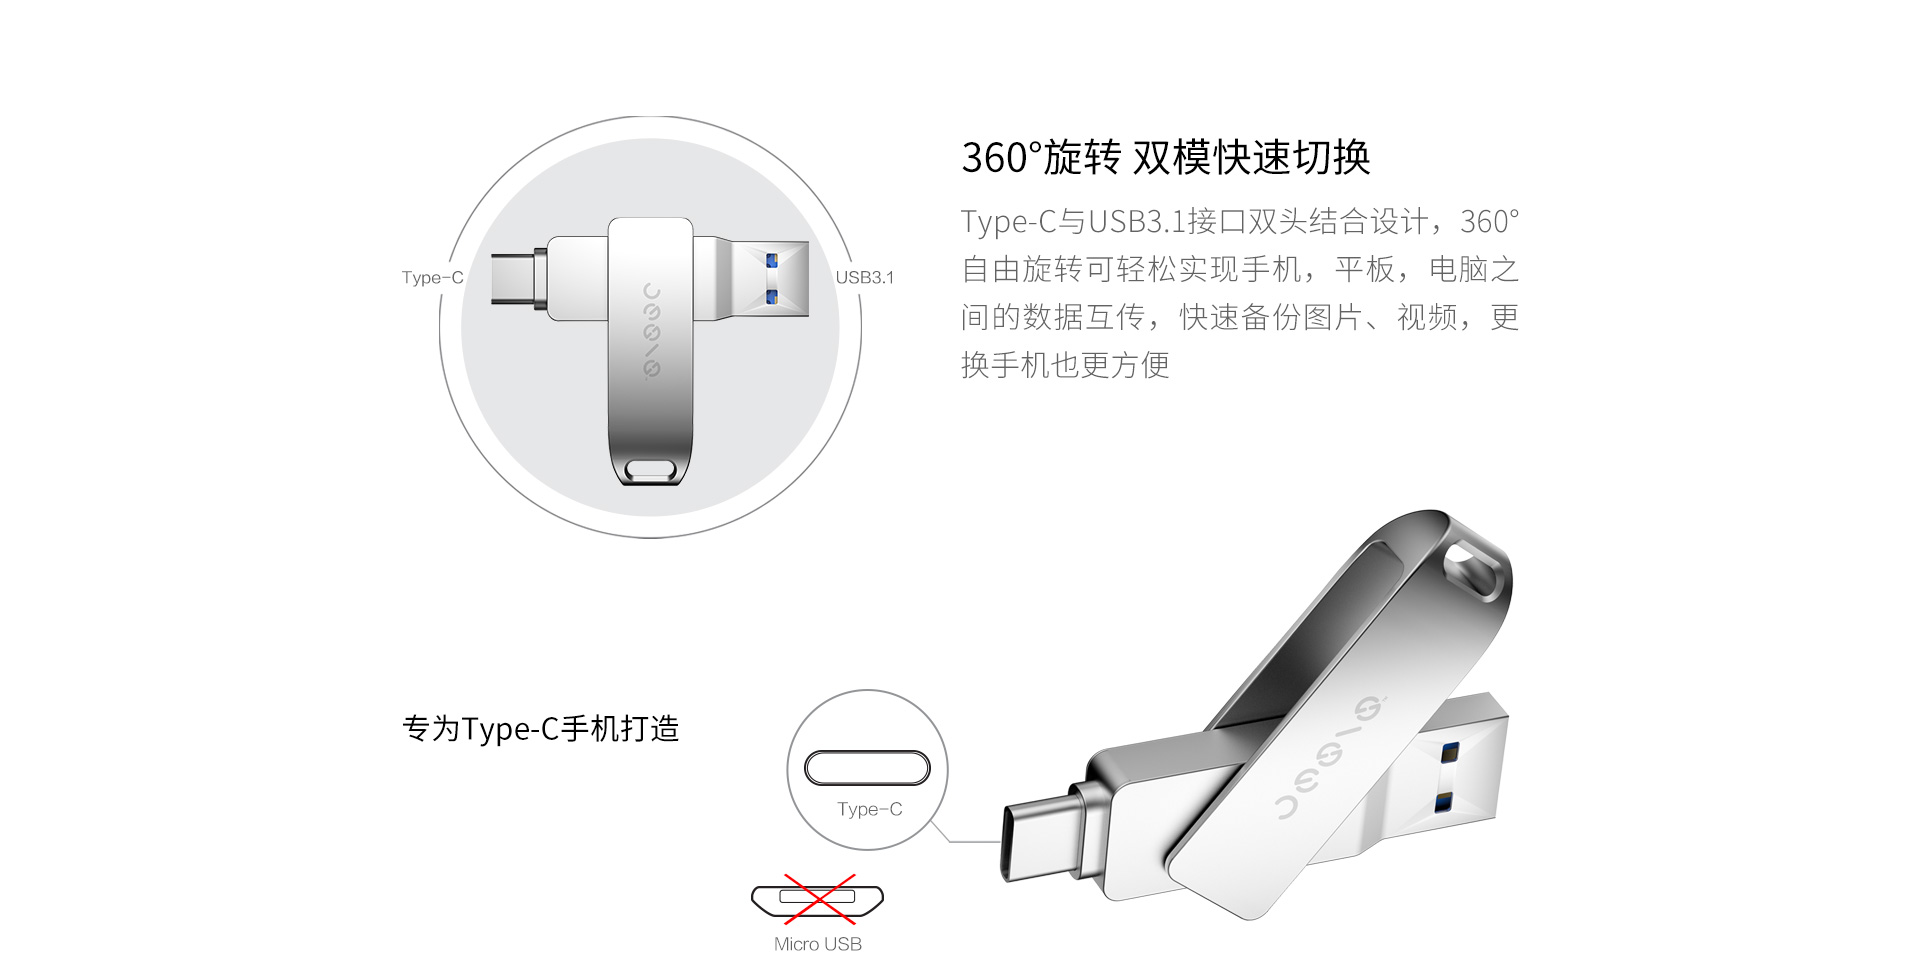 360°旋转 双模快速切换
Type-C与USB3.1接口双头结合设计，360°
自由旋转可轻松实现手机，平板，电脑之
间的数据互传，快速备份图片、视频，更
换手机也更方便
Type-C
USB3.1
专为Type-C手机打造
Type-C
Micro USB